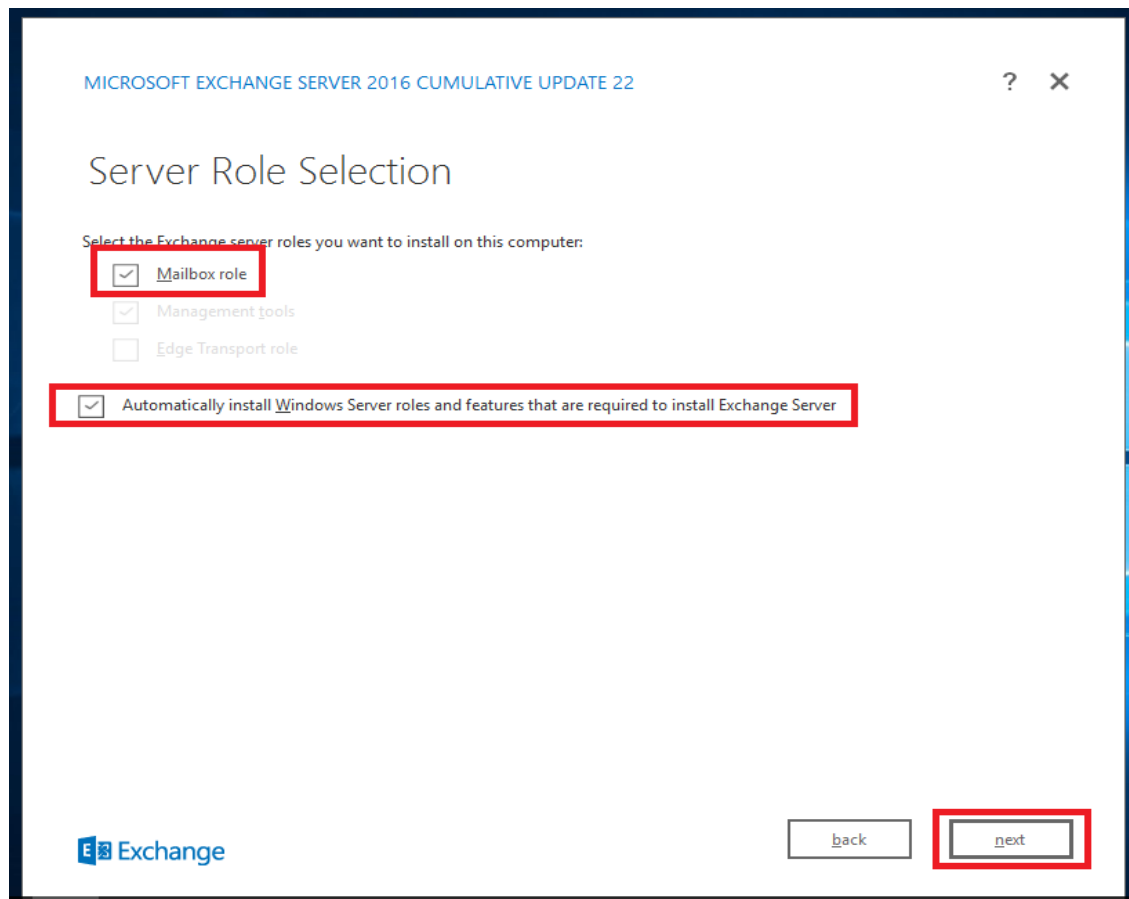 MICROSOFT EXCHANGE SERVER 2016 CUMULATIVE UPDATE 22
?
Server Role Selection
Select the Exchange server roles you want to install on this computer:
Mailbox role
Management tools
Edge Transport role
Automatically install Windows Server roles and features that are required to install Exchange Server
back
next
Exchange